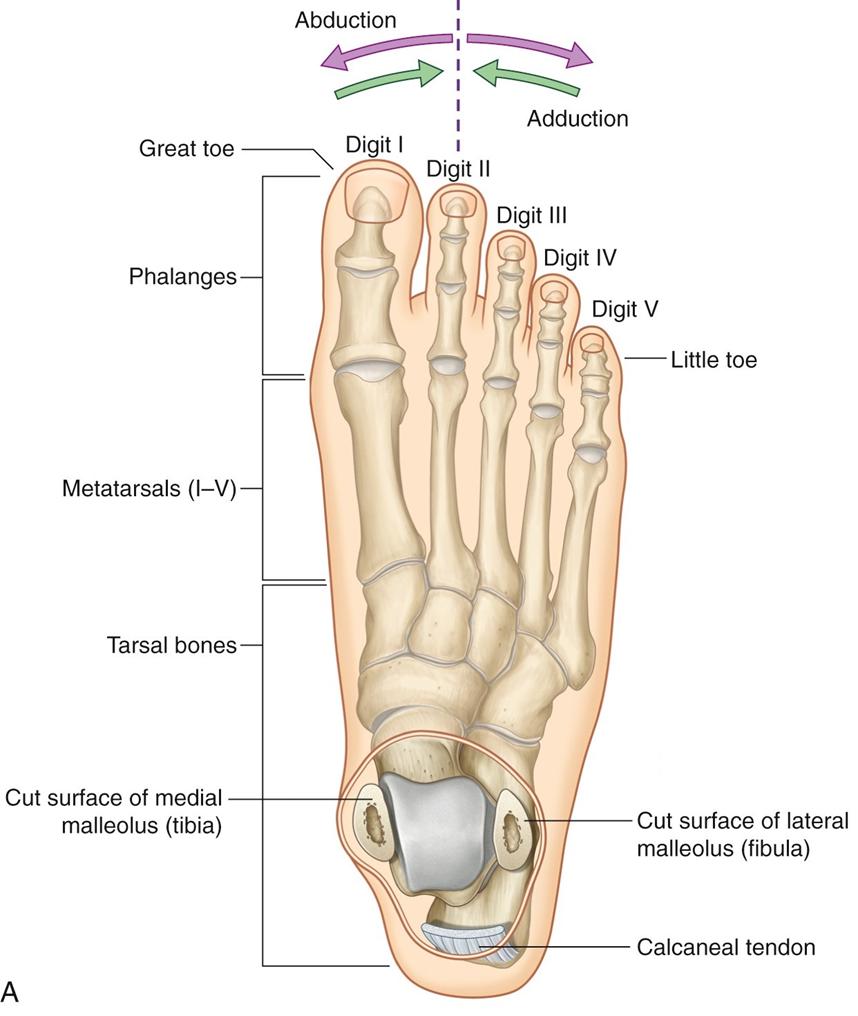 Abduction
Adduction
Great toe
Digit I
Digit II
Digit III
Digit IV
Digit V
Phalanges
Little toe
Metatarsals (I–V)
Tarsal bones
Cut surface of medial
malleolus (tibia)
Cut surface of lateral
malleolus (fibula)
Calcaneal tendon
A